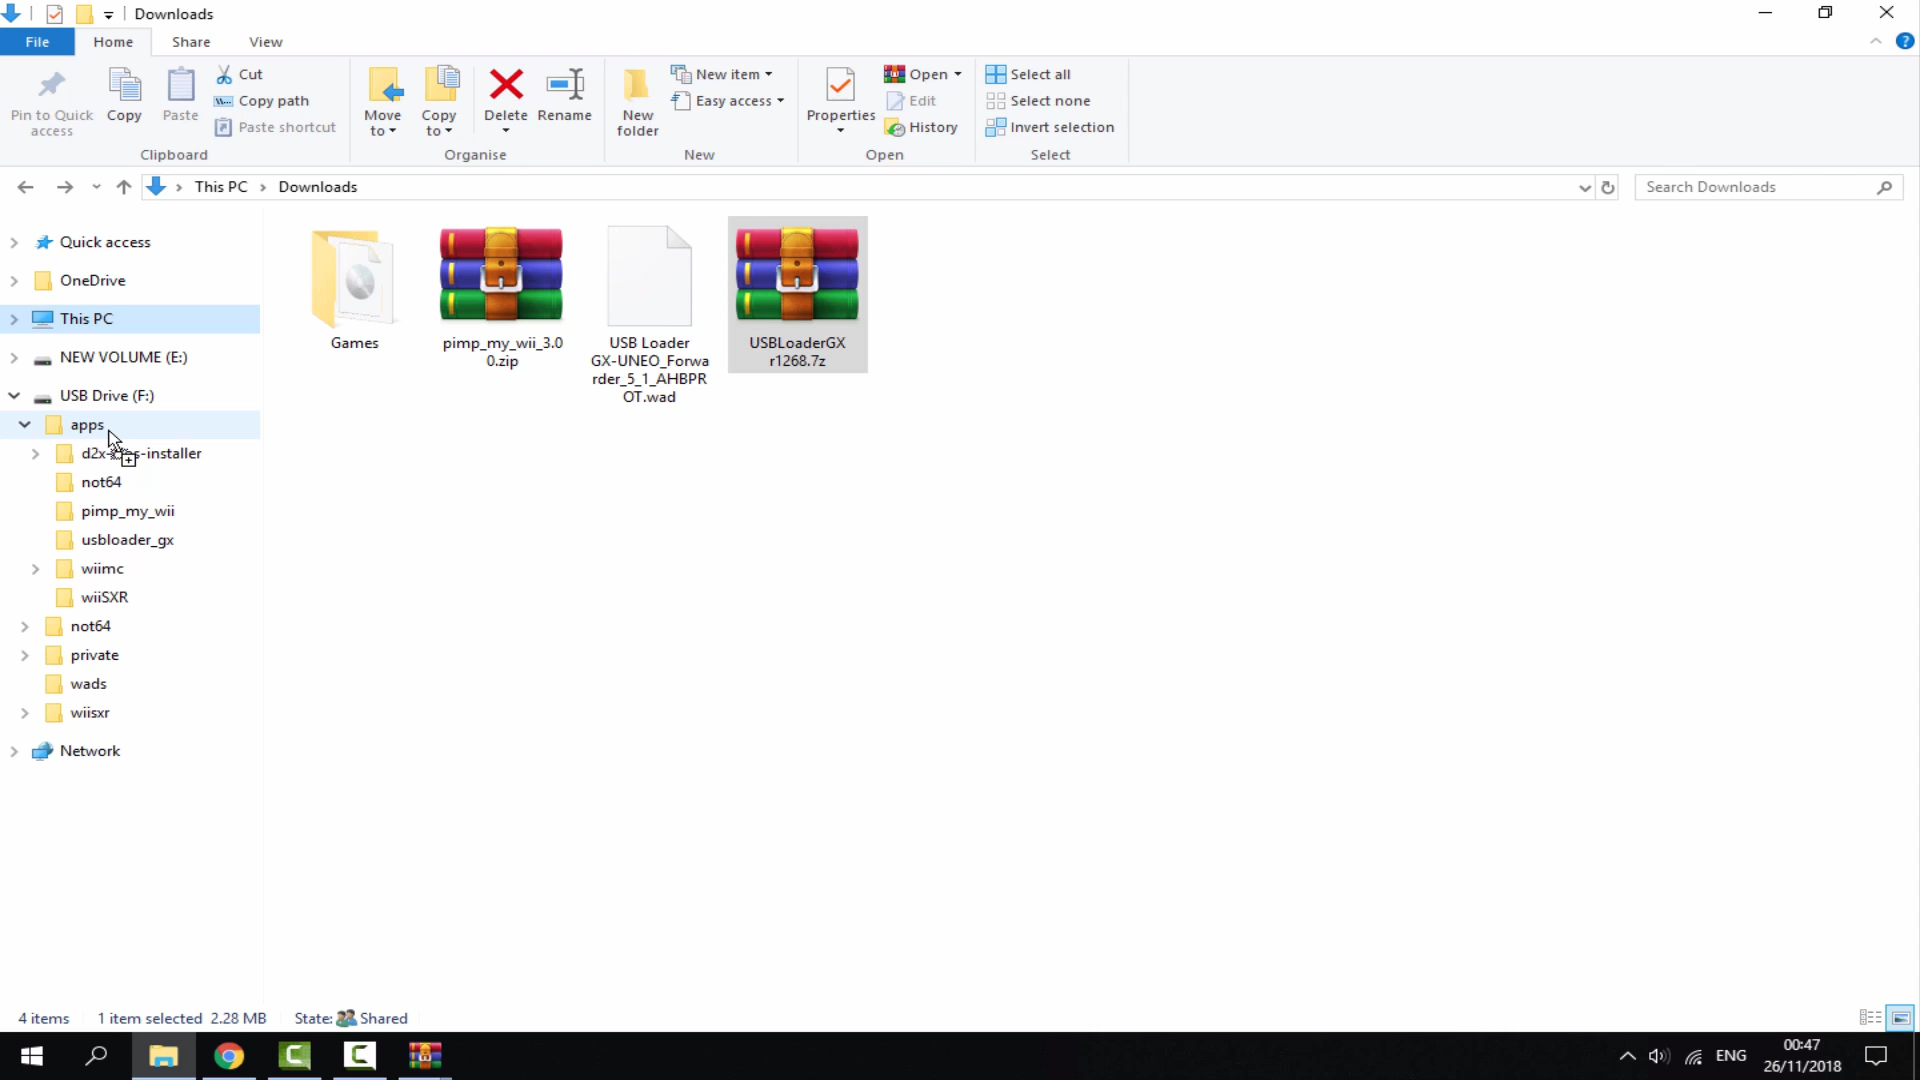 Downloads
File
Home
Share
View
Pin to Quick
access
Copy
Paste
Cut
Copy path
Paste shortcut
Clipboard
Move
to
Copy
to
Delete
Rename
Organise
New
folder
New item
Easy access
New
Properties
Open
Edit
History
Open
Select all
Select none
Invert selection
Select
This PC
Downloads
Search Downloads
Quick access
OneDrive
This PC
NEW VOLUME (E:)
USB Drive (F:)
apps
d2x- s-installer
not64
pimp_my_wii
usbloader_gx
wiimc
wiiSXR
not64
private
wads
wiisxr
Network
Games
pimp_my_wii_3.0
0.zip
USB Loader
GX-UNEO_Forwa
rder_5_1_AHBPR
OT.wad
USBLoaderGX
r1268.7z
4 items
1 item selected 2.28 MB
State: Shared
ENG
00:47
26/11/2018